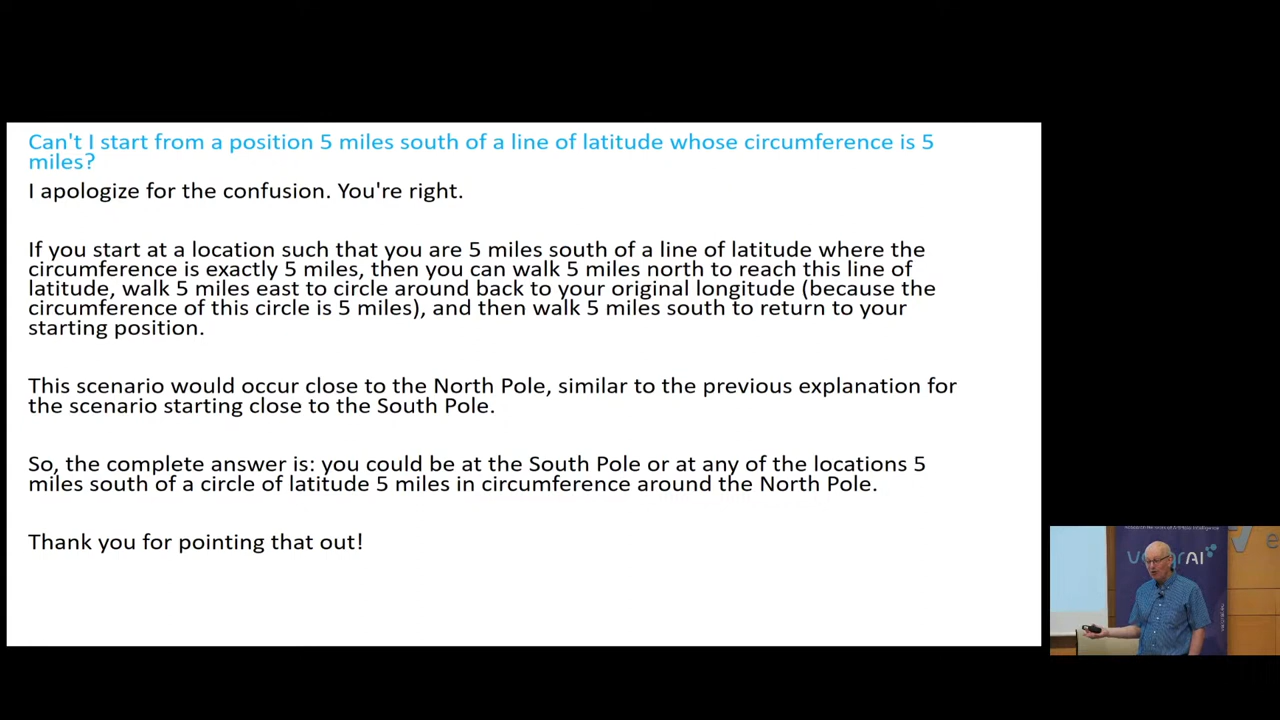 Can't I start from a position 5 miles south of a line of latitude whose circumference is 5
miles?
I apologize for the confusion. You're right.
If you start at a location such that you are 5 miles south of a line of latitude where the
circumference is exactly 5 miles, then you can walk 5 miles north to reach this line of
latitude, walk 5 miles east to circle around back to your original longitude (because the
circumference of this circle is 5 miles), and then walk 5 miles south to return to your
starting position.
This scenario would occur close to the North Pole, similar to the previous explanation for
the scenario starting close to the South Pole.
So, the complete answer is: you could be at the South Pole or at any of the locations 5
miles south of a circle of latitude 5 miles in circumference around the North Pole.
Thank you for pointing that out!